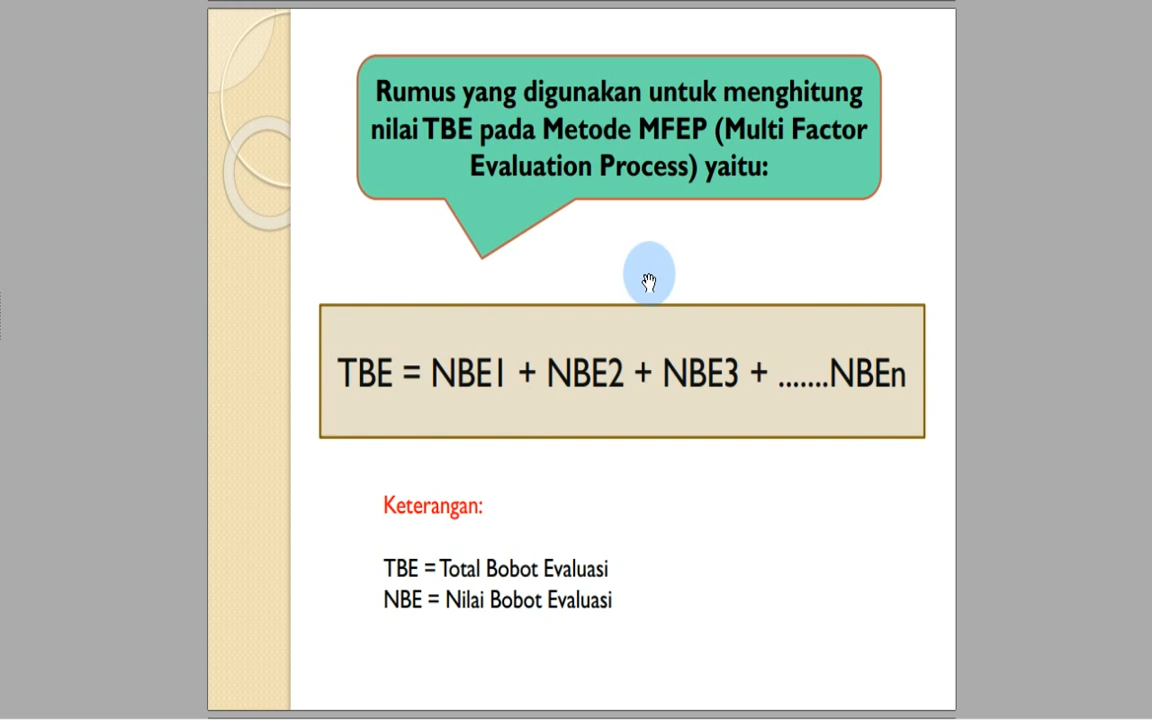 Rumus yang digunakan untuk menghitung
nilai TBE pada Metode MFEP (Multi Factor
Evaluation Process) yaitu:
TBE = NBE1 + NBE2 + NBE3 + .......NBEn
Keterangan:
TBE = Total Bobot Evaluasi
NBE = Nilai Bobot Evaluasi